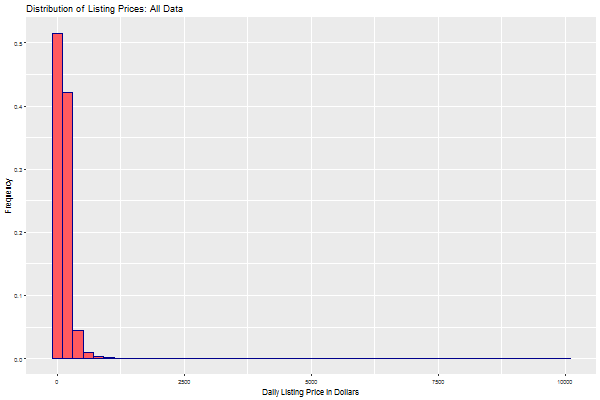 Distribution of Listing Prices: All Data
Frequency
0.5
0.4
0.3
0.2
0.1
0.0
0 2500 5000 7500 10000
Daily Listing Price in Dollars